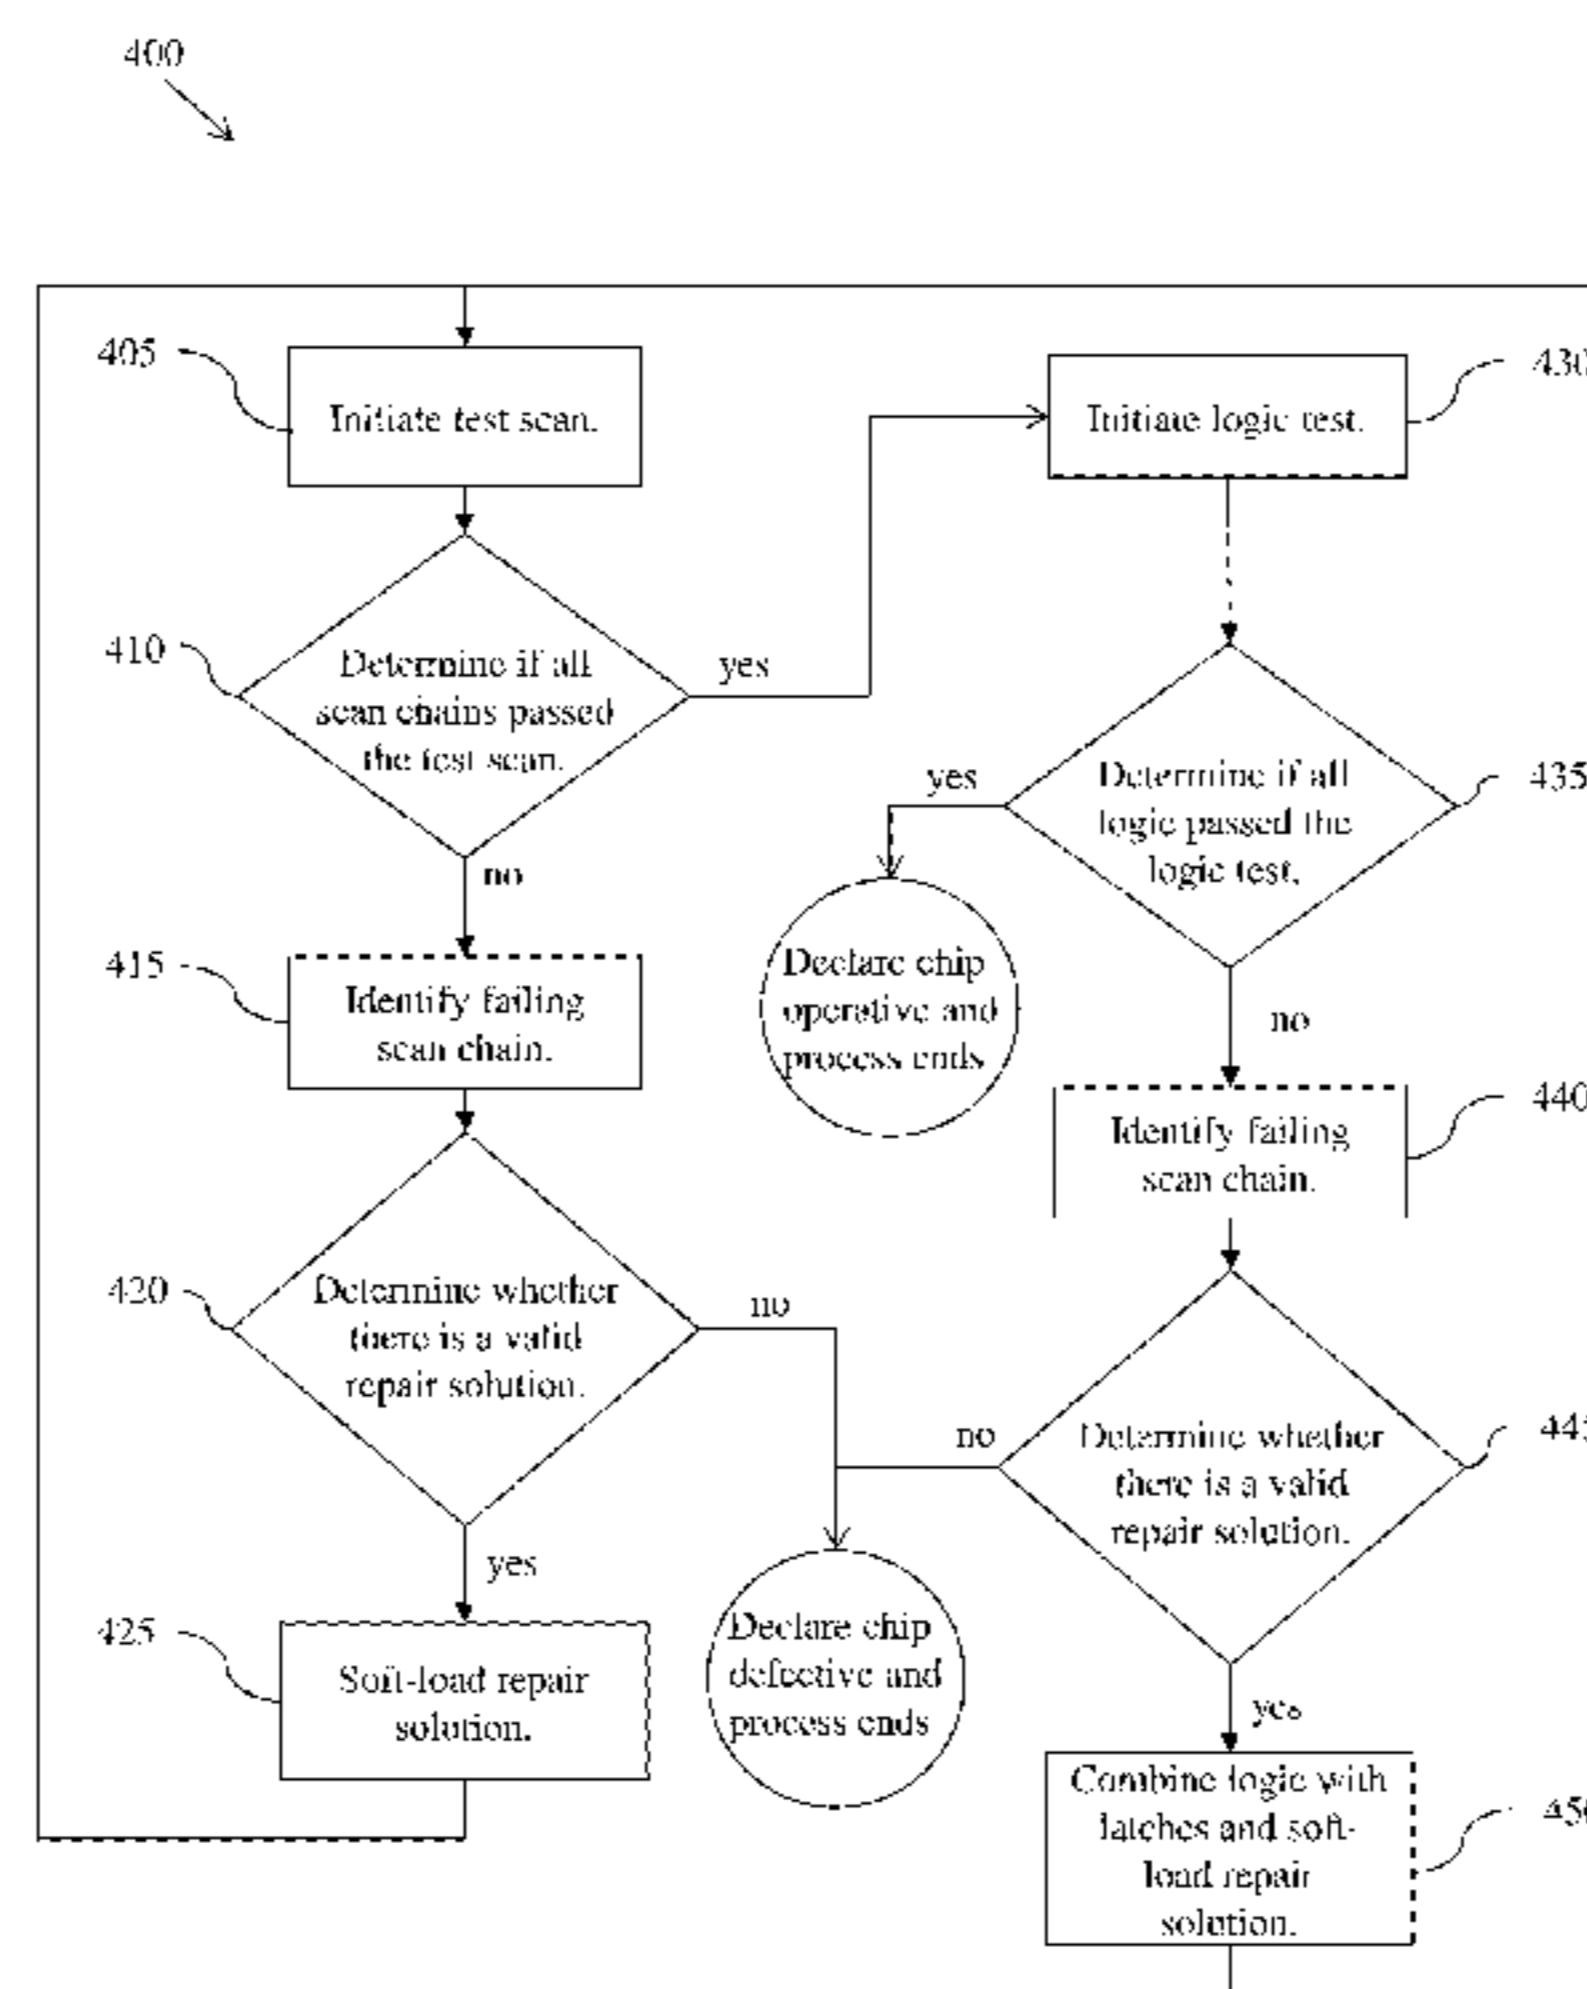 400
405
Initiate test scan.
410
Determine if all
scan chains passed
the test scan.
yes
no
415
Identify failing
scan chain.
420
Determine whether
there is a valid
repair solution.
no
yes
425
Soft-load repair
solution.
430
Initiate logic test.
435
Determine if all
logic passed the
logic test.
yes
Declare chip
operative and
process ends
no
440
Identify failing
scan chain.
Determine whether
there is a valid
repair solution.
no
Declare chip
defective and
process ends
yes
Combine logic with
latches and soft-
load repair
solution.